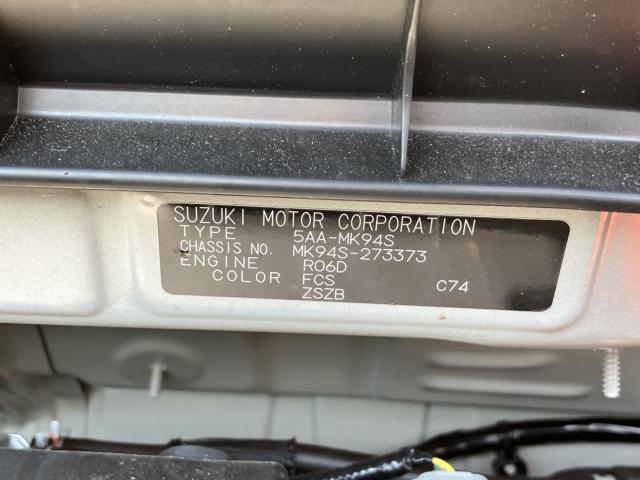 SUZUKI MOTOR CORPORATION
TYPE 5AA-MK94S
CHASSIS NO. MK94S-273373
ENGINE R06D
COLOR FCS C74
ZSZB